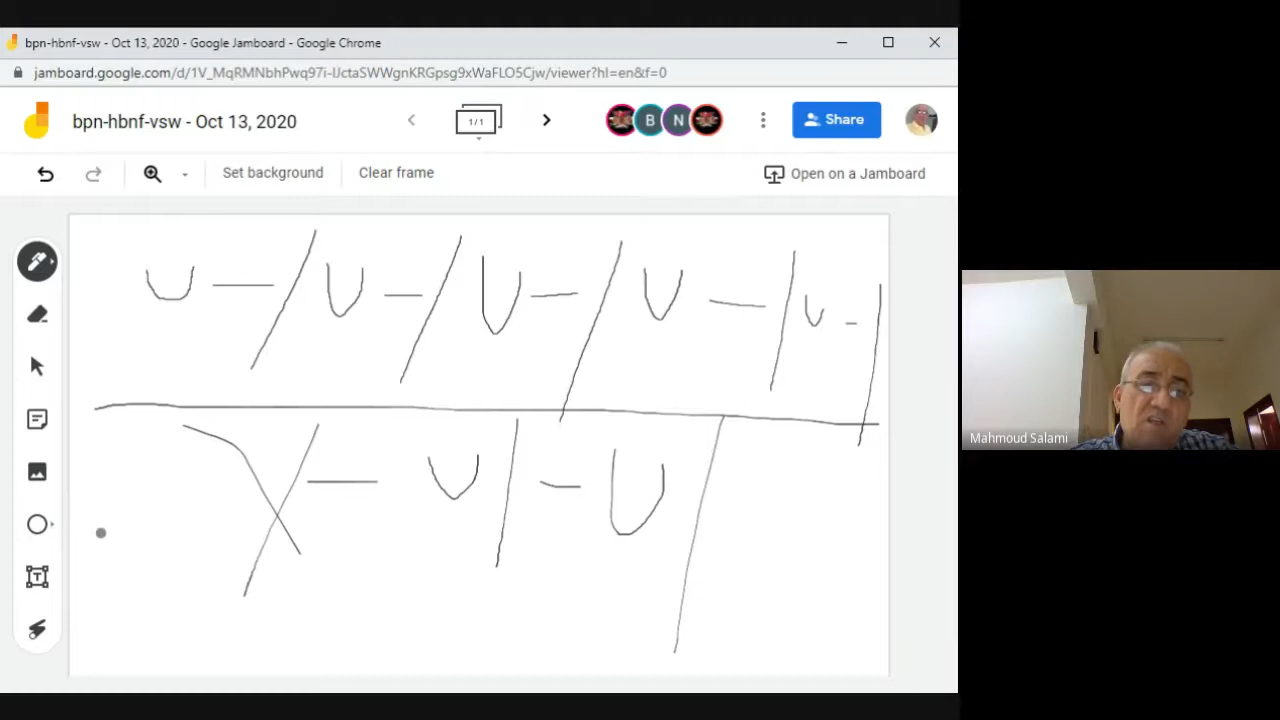 bpn-hbnf-vsw - Oct 13, 2020 - Google Jamboard - Google Chrome
jamboard.google.com/d/1V_MqRMNbhPwq97i-IJctaSWWgnKRGpsg9xWaFLO5Cjw/viewer?hl=en&f=0
bpn-hbnf-vsw - Oct 13, 2020
1/1
B N
Share
Set background
Clear frame
Open on a Jamboard
U — / U — / U — / U — / U - /
X — U / - U /
Mahmoud Salami